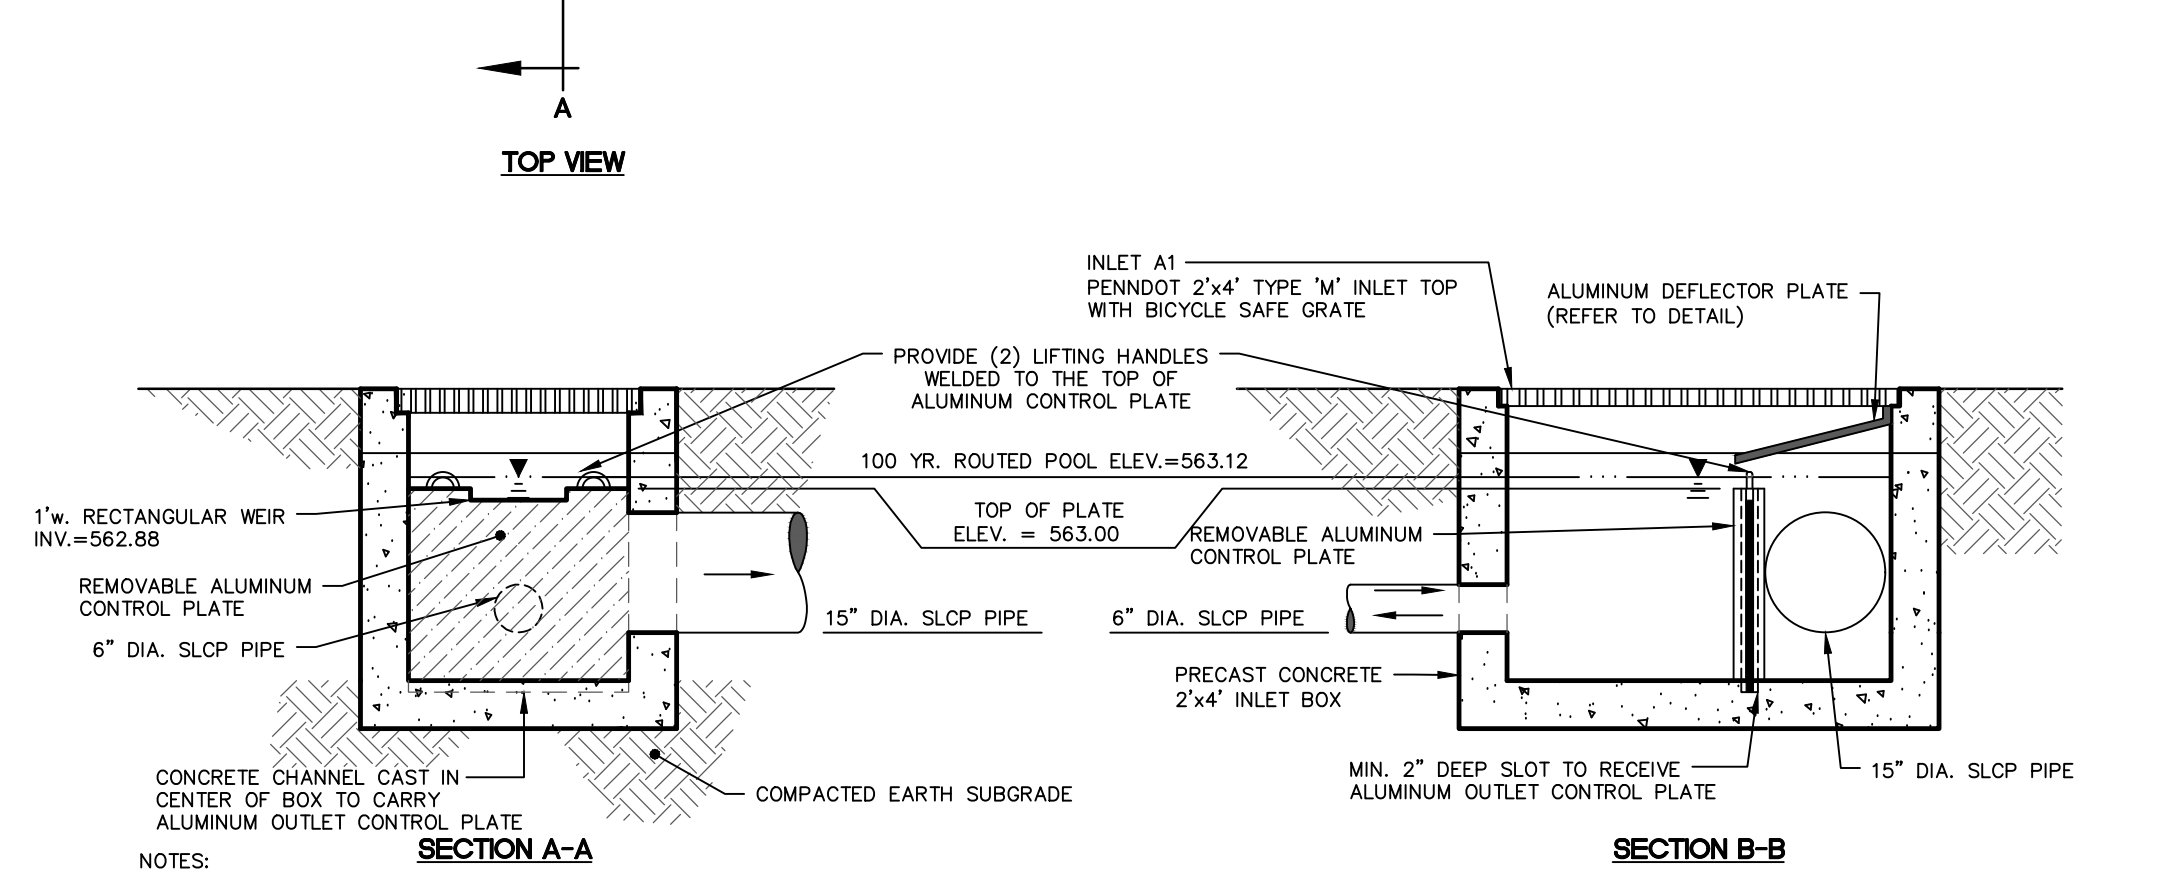 A
TOP VIEW
INLET A1
PENNDOT 2'x4' TYPE 'M' INLET TOP
WITH BICYCLE SAFE GRATE
ALUMINUM DEFLECTOR PLATE
(REFER TO DETAIL)
PROVIDE (2) LIFTING HANDLES
WELDED TO THE TOP OF
ALUMINUM CONTROL PLATE
100 YR. ROUTED POOL ELEV.=563.12
TOP OF PLATE
ELEV. = 563.00
1'w. RECTANGULAR WEIR
INV.=562.88
REMOVABLE ALUMINUM
CONTROL PLATE
6" DIA. SLCP PIPE
15" DIA. SLCP PIPE
REMOVABLE ALUMINUM
CONTROL PLATE
6" DIA. SLCP PIPE
PRECAST CONCRETE
2'x4' INLET BOX
CONCRETE CHANNEL CAST IN
CENTER OF BOX TO CARRY
ALUMINUM OUTLET CONTROL PLATE
COMPACTED EARTH SUBGRADE
MIN. 2" DEEP SLOT TO RECEIVE
ALUMINUM OUTLET CONTROL PLATE
15" DIA. SLCP PIPE
SECTION A-A
SECTION B-B
NOTES: